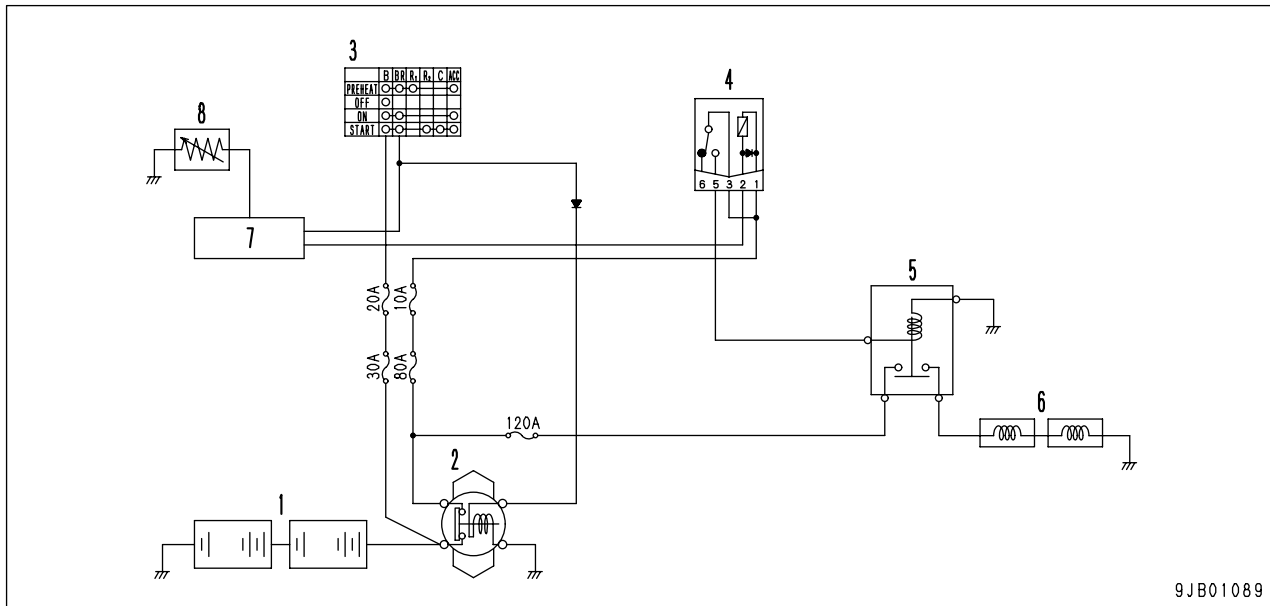 3
B BR R₁ R₂ C ACC
PREHEAT
OFF
ON
START
4
6 5 3 2 1
8
7
5
20A 10A
30A 80A
120A
6
2
1
9JB01089